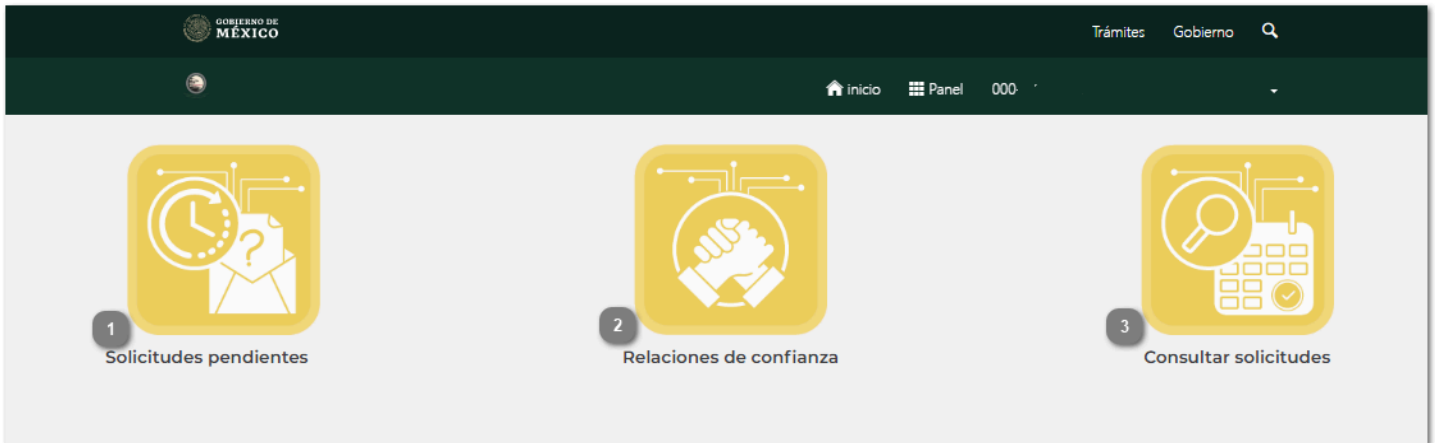 GOBIERNO DE
MÉXICO
Trámites Gobierno
inicio Panel 000-
?
1
Solicitudes pendientes
2
Relaciones de confianza
3
Consultar solicitudes